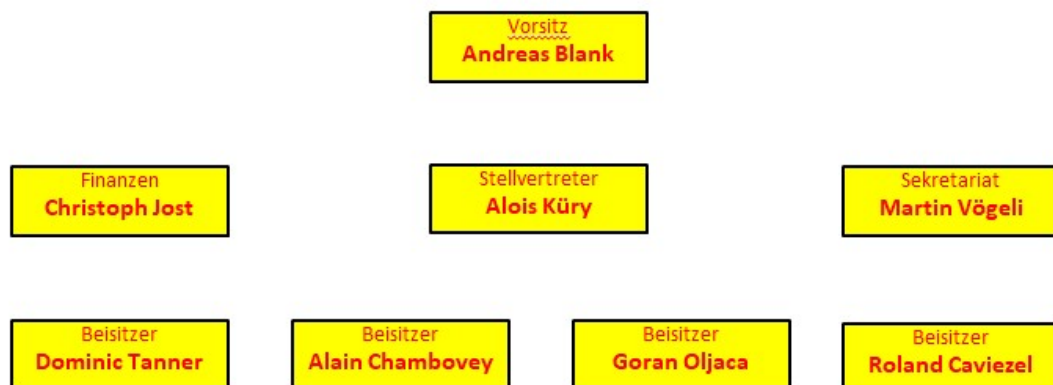 Vorsitz
Andreas Blank
Finanzen
Christoph Jost
Stellvertreter
Alois Küry
Sekretariat
Martin Vögeli
Beisitzer
Dominic Tanner
Beisitzer
Alain Chambovey
Beisitzer
Goran Oljaca
Beisitzer
Roland Caviezel